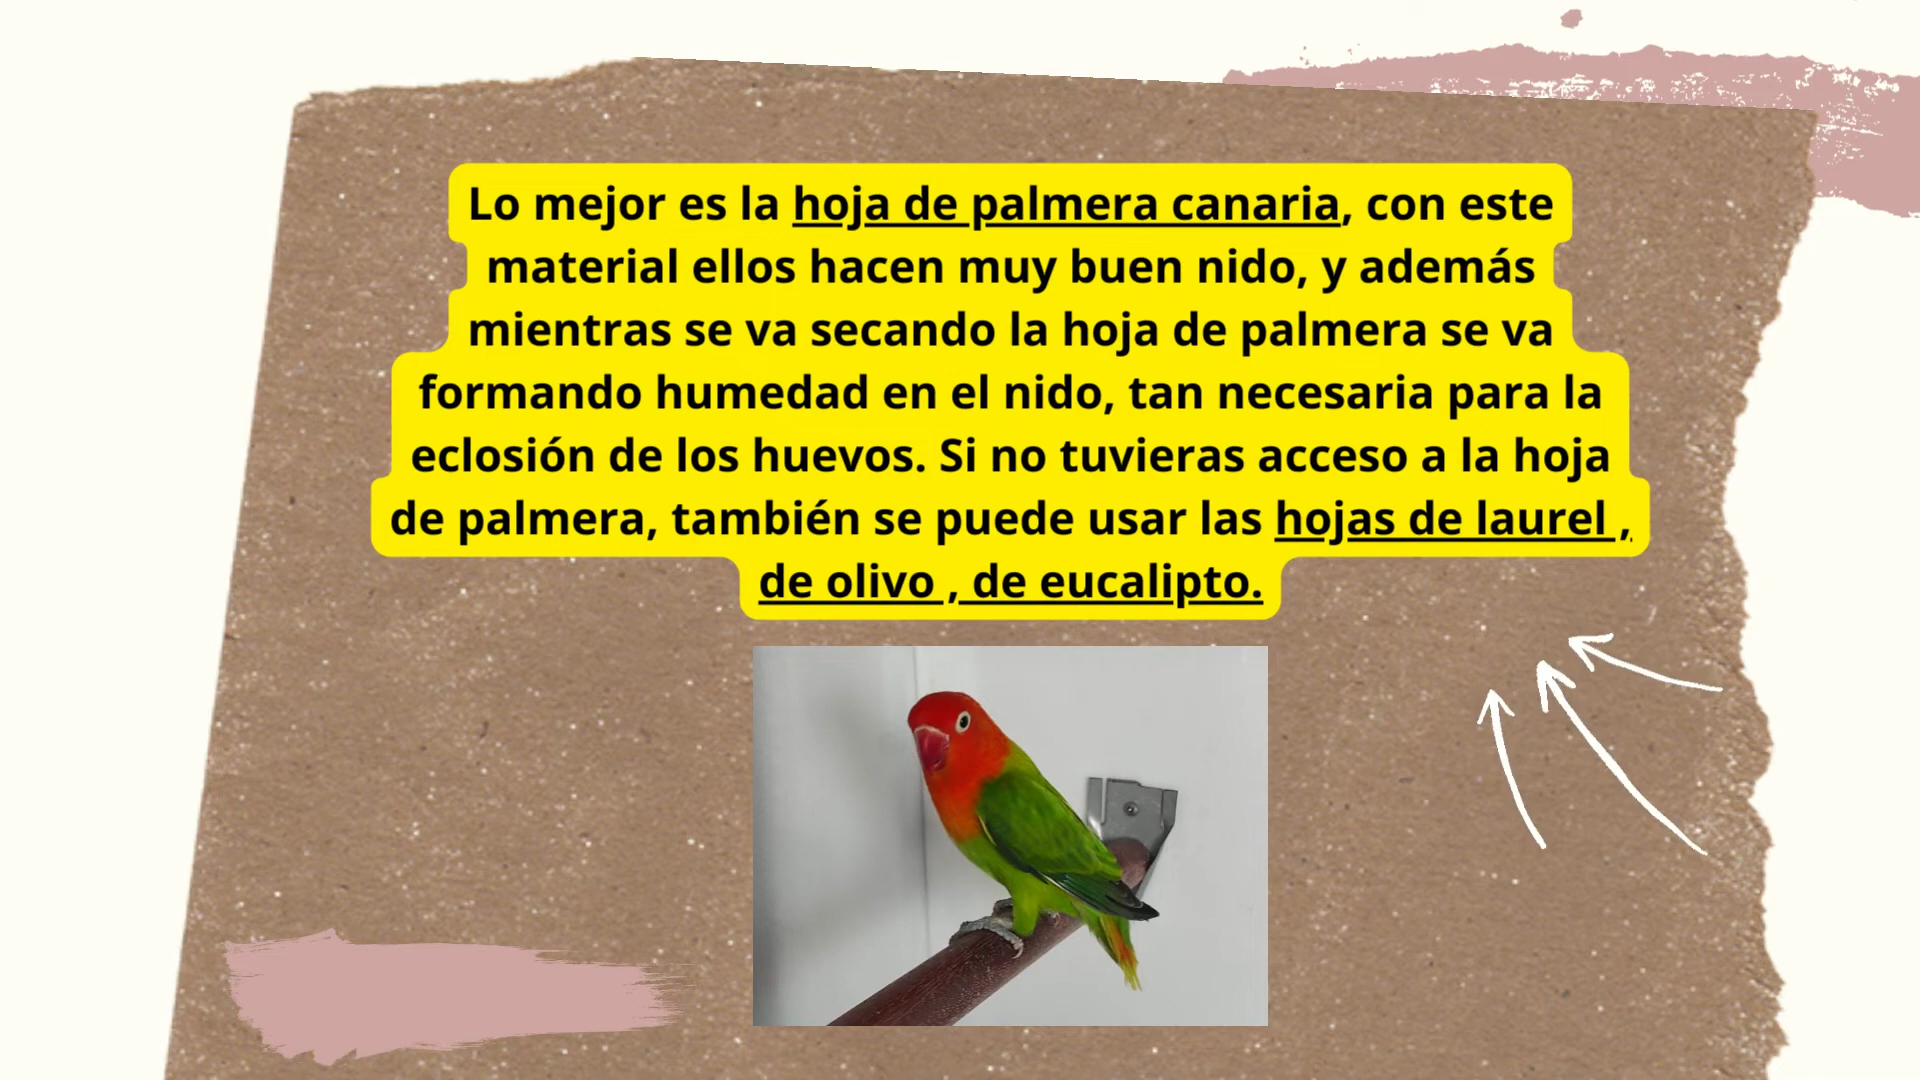 Lo mejor es la hoja de palmera canaria, con este
material ellos hacen muy buen nido, y además
mientras se va secando la hoja de palmera se va
formando humedad en el nido, tan necesaria para la
eclosión de los huevos. Si no tuvieras acceso a la hoja
de palmera, también se puede usar las hojas de laurel ,
de olivo , de eucalipto.